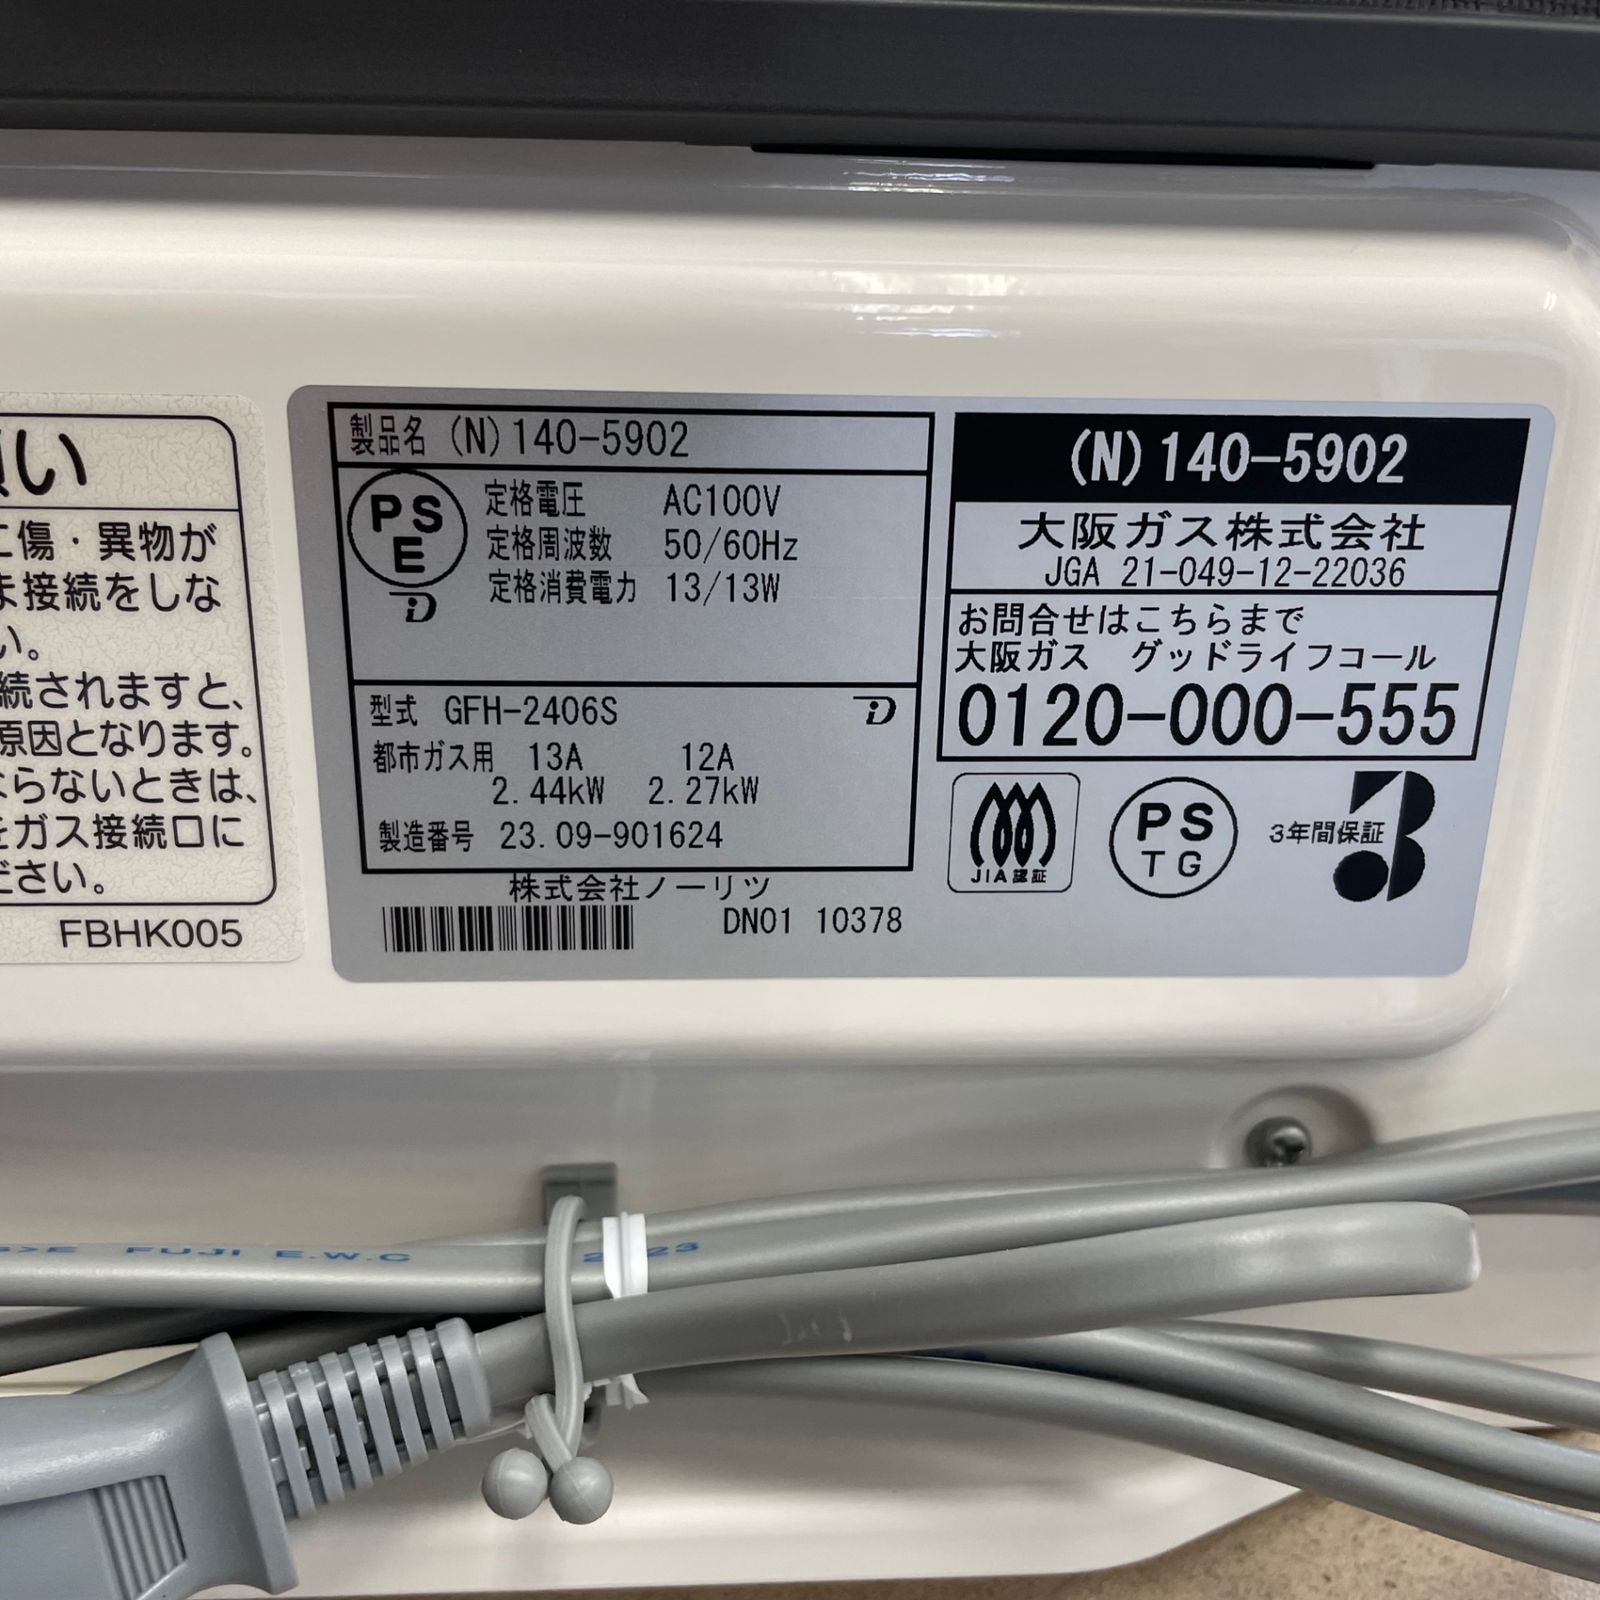 い
傷・異物が
接続をしな
い。
続されますと、
原因となります。
らないときは、
ガス接続口に
ださい。
FBHK005
製品名 (N)140-5902
PS
E
定格電圧 AC100V
定格周波数 50/60Hz
定格消費電力 13/13W
型式 GFH-2406S
都市ガス用 13A 12A
2.44kW 2.27kW
製造番号 23.09-901624
株式会社ノーリツ
DN01 10378
(N)140-5902
大阪ガス株式会社
JGA 21-049-12-22036
お問合せはこちらまで
大阪ガス グッドライフコール
0120-000-555
JIA認証
PS
TG
3年間保証
E FUJI E.W.C 2023